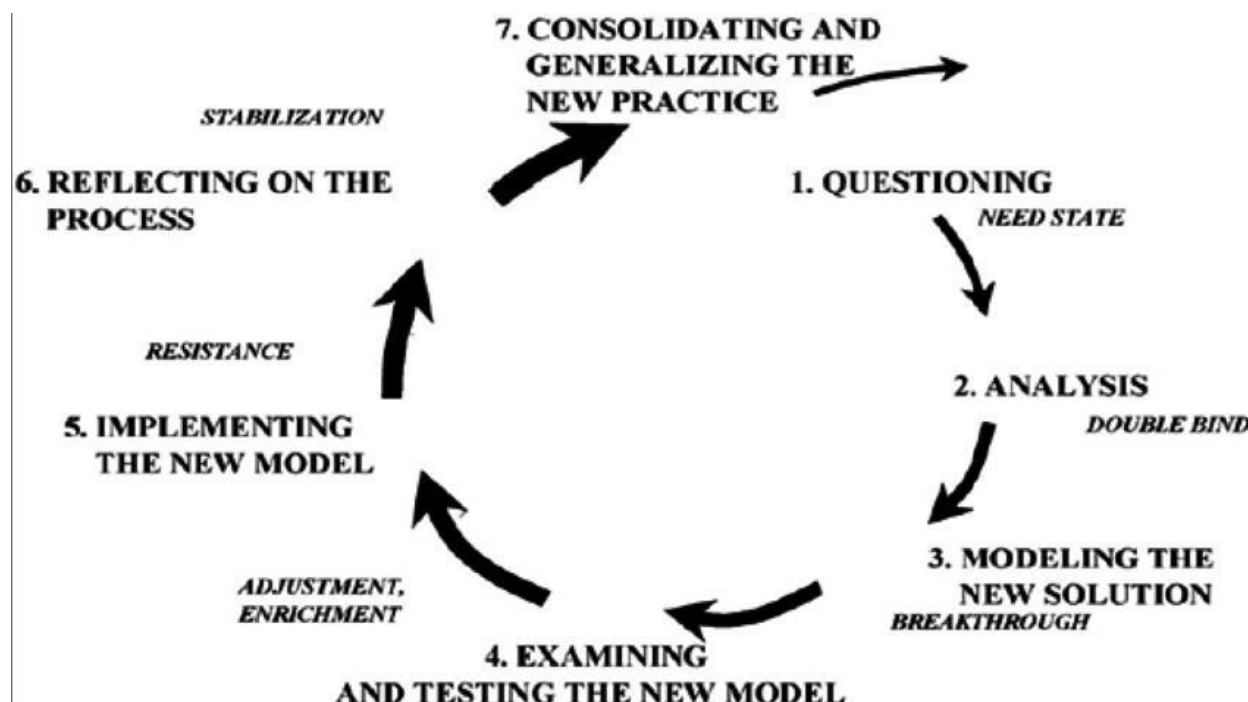 7. CONSOLIDATING AND
GENERALIZING THE
NEW PRACTICE
STABILIZATION
6. REFLECTING ON THE
PROCESS
1. QUESTIONING
NEED STATE
RESISTANCE
2. ANALYSIS
DOUBLE BIND
5. IMPLEMENTING
THE NEW MODEL
3. MODELING THE
NEW SOLUTION
BREAKTHROUGH
ADJUSTMENT,
ENRICHMENT
4. EXAMINING
AND TESTING THE NEW MODEL